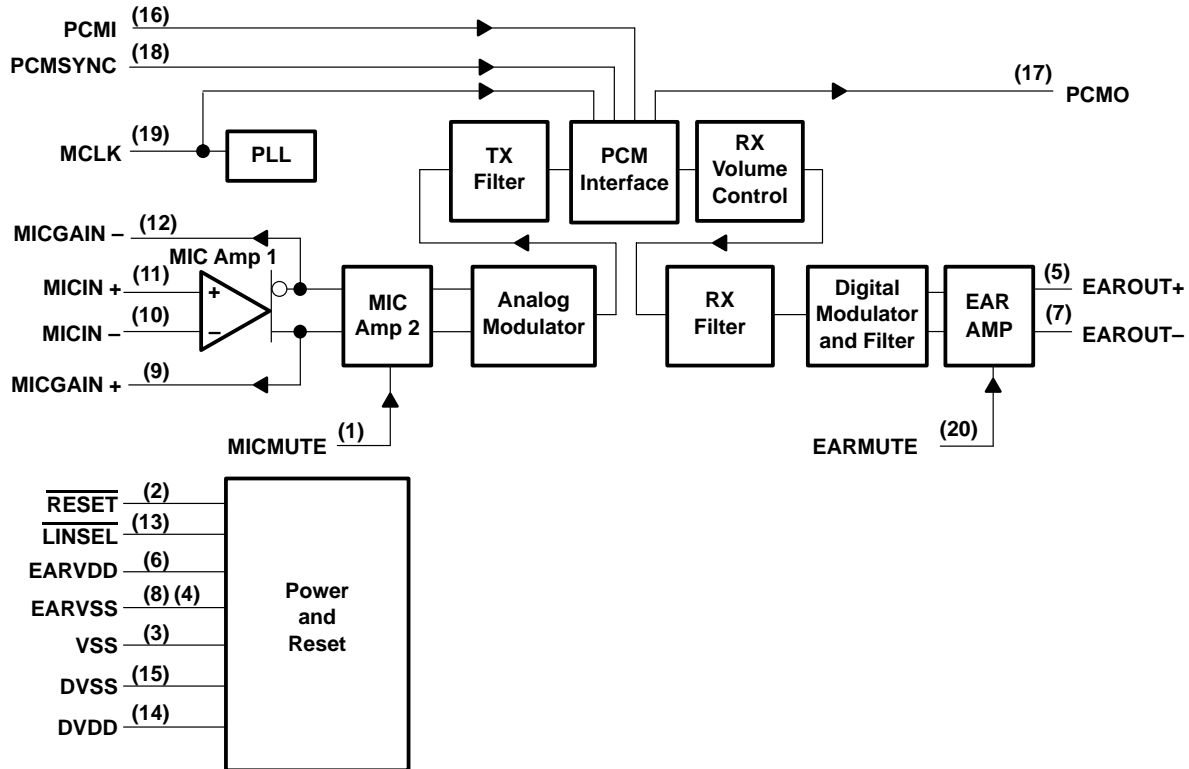 PCMI (16)
PCMSYNC (18)
(17) PCMO
MCLK (19)
PLL
TX
Filter
PCM
Interface
RX
Volume
Control
MICGAIN – (12)
MIC Amp 1
MICIN + (11)
+
MICIN – (10)
–
MICGAIN + (9)
MIC
Amp 2
Analog
Modulator
RX
Filter
Digital
Modulator
and Filter
EAR
AMP
(5) EAROUT+
(7) EAROUT–
MICMUTE (1)
EARMUTE (20)
RESET (2)
LINSEL (13)
EARVDD (6)
EARVSS (8) (4)
VSS (3)
DVSS (15)
DVDD (14)
Power
and
Reset